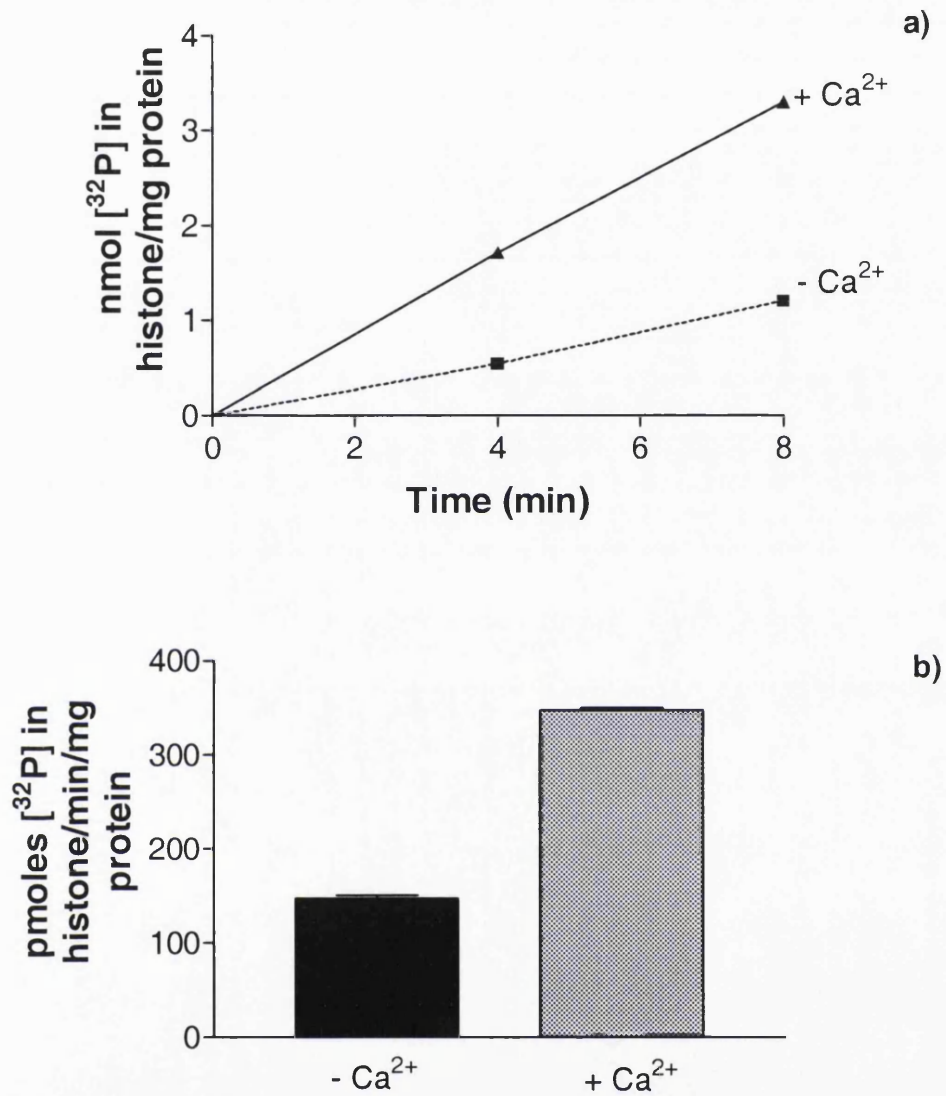 a)
4
3
2
1
0
nmol [³²P] in
histone/mg protein
+ Ca²⁺
- Ca²⁺
0 2 4 6 8
Time (min)
b)
400
300
200
100
0
pmoles [³²P] in
histone/min/mg
protein
- Ca²⁺ + Ca²⁺